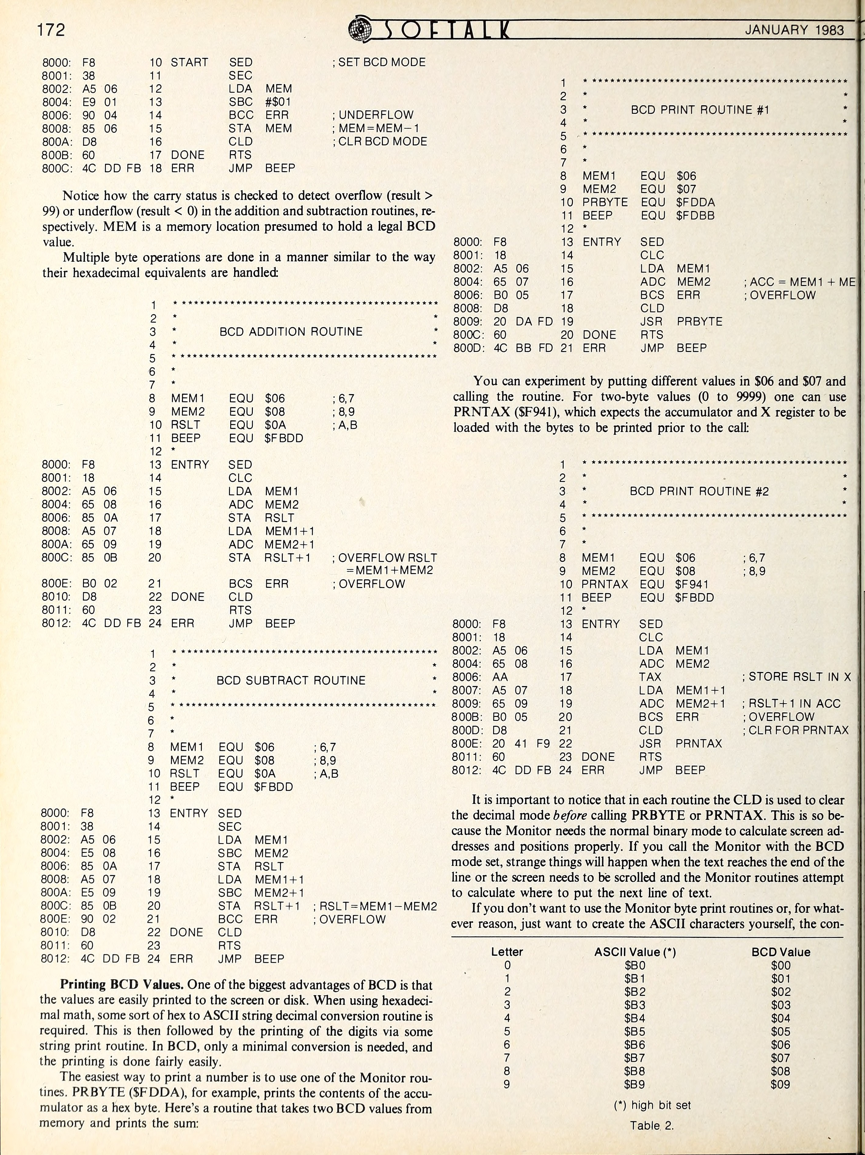 172
SOFTALK
JANUARY 1983
8000: F8 10 START SED ; SET BCD MODE
8001: 38 11 SEC
8002: A5 06 12 LDA MEM
8004: E9 01 13 SBC #$01
8006: 90 04 14 BCC ERR ; UNDERFLOW
8008: 85 06 15 STA MEM ; MEM=MEM−1
800A: D8 16 CLD ; CLR BCD MODE
800B: 60 17 DONE RTS
800C: 4C DD FB 18 ERR JMP BEEP
Notice how the carry status is checked to detect overflow (result >
99) or underflow (result < 0) in the addition and subtraction routines, re-
spectively. MEM is a memory location presumed to hold a legal BCD
value.
Multiple byte operations are done in a manner similar to the way
their hexadecimal equivalents are handled:
1 * * * * * * * * * * * * * * * * * * * * * * * * * * * * * * * * * * * * * * * * *
2 * *
3 * BCD ADDITION ROUTINE *
4 * *
5 * * * * * * * * * * * * * * * * * * * * * * * * * * * * * * * * * * * * * * * * *
6 *
7 *
8 MEM1 EQU $06 ; 6,7
9 MEM2 EQU $08 ; 8,9
10 RSLT EQU $0A ; A,B
11 BEEP EQU $FBDD
12 *
8000: F8 13 ENTRY SED
8001: 18 14 CLC
8002: A5 06 15 LDA MEM1
8004: 65 08 16 ADC MEM2
8006: 85 0A 17 STA RSLT
8008: A5 07 18 LDA MEM1+1
800A: 65 09 19 ADC MEM2+1
800C: 85 0B 20 STA RSLT+1 ; OVERFLOW RSLT
=MEM1+MEM2
800E: B0 02 21 BCS ERR ; OVERFLOW
8010: D8 22 DONE CLD
8011: 60 23 RTS
8012: 4C DD FB 24 ERR JMP BEEP
1 * * * * * * * * * * * * * * * * * * * * * * * * * * * * * * * * * * * * * * * * *
2 * *
3 * BCD SUBTRACT ROUTINE *
4 * *
5 * * * * * * * * * * * * * * * * * * * * * * * * * * * * * * * * * * * * * * * * *
6 *
7 *
8 MEM1 EQU $06 ; 6,7
9 MEM2 EQU $08 ; 8,9
10 RSLT EQU $0A ; A,B
11 BEEP EQU $FBDD
12 *
8000: F8 13 ENTRY SED
8001: 38 14 SEC
8002: A5 06 15 LDA MEM1
8004: E5 08 16 SBC MEM2
8006: 85 0A 17 STA RSLT
8008: A5 07 18 LDA MEM1+1
800A: E5 09 19 SBC MEM2+1
800C: 85 0B 20 STA RSLT+1 ; RSLT=MEM1−MEM2
800E: 90 02 21 BCC ERR ; OVERFLOW
8010: D8 22 DONE CLD
8011: 60 23 RTS
8012: 4C DD FB 24 ERR JMP BEEP
Printing BCD Values. One of the biggest advantages of BCD is that
the values are easily printed to the screen or disk. When using hexadeci-
mal math, some sort of hex to ASCII string decimal conversion routine is
required. This is then followed by the printing of the digits via some
string print routine. In BCD, only a minimal conversion is needed, and
the printing is done fairly easily.
The easiest way to print a number is to use one of the Monitor rou-
tines. PRBYTE ($FDDA), for example, prints the contents of the accu-
mulator as a hex byte. Here's a routine that takes two BCD values from
memory and prints the sum:
1 * * * * * * * * * * * * * * * * * * * * * * * * * * * * * * * * * * * * * * * * *
2 * *
3 * BCD PRINT ROUTINE #1 *
4 * *
5 * * * * * * * * * * * * * * * * * * * * * * * * * * * * * * * * * * * * * * * * *
6 *
7 *
8 MEM1 EQU $06
9 MEM2 EQU $07
10 PRBYTE EQU $FDDA
11 BEEP EQU $FDBB
12 *
8000: F8 13 ENTRY SED
8001: 18 14 CLC
8002: A5 06 15 LDA MEM1
8004: 65 07 16 ADC MEM2 ; ACC = MEM1 + ME
8006: B0 05 17 BCS ERR ; OVERFLOW
8008: D8 18 CLD
8009: 20 DA FD 19 JSR PRBYTE
800C: 60 20 DONE RTS
800D: 4C BB FD 21 ERR JMP BEEP
You can experiment by putting different values in $06 and $07 and
calling the routine. For two-byte values (0 to 9999) one can use
PRNTAX ($F941), which expects the accumulator and X register to be
loaded with the bytes to be printed prior to the call:
1 * * * * * * * * * * * * * * * * * * * * * * * * * * * * * * * * * * * * * * * * *
2 * *
3 * BCD PRINT ROUTINE #2 *
4 * *
5 * * * * * * * * * * * * * * * * * * * * * * * * * * * * * * * * * * * * * * * * *
6 *
7 *
8 MEM1 EQU $06 ; 6,7
9 MEM2 EQU $08 ; 8,9
10 PRNTAX EQU $F941
11 BEEP EQU $FBDD
12 *
8000: F8 13 ENTRY SED
8001: 18 14 CLC
8002: A5 06 15 LDA MEM1
8004: 65 08 16 ADC MEM2
8006: AA 17 TAX ; STORE RSLT IN X
8007: A5 07 18 LDA MEM1+1
8009: 65 09 19 ADC MEM2+1 ; RSLT+1 IN ACC
800B: B0 05 20 BCS ERR ; OVERFLOW
800D: D8 21 CLD ; CLR FOR PRNTAX
800E: 20 41 F9 22 JSR PRNTAX
8011: 60 23 DONE RTS
8012: 4C DD FB 24 ERR JMP BEEP
It is important to notice that in each routine the CLD is used to clear
the decimal mode before calling PRBYTE or PRNTAX. This is so be-
cause the Monitor needs the normal binary mode to calculate screen ad-
dresses and positions properly. If you call the Monitor with the BCD
mode set, strange things will happen when the text reaches the end of the
line or the screen needs to be scrolled and the Monitor routines attempt
to calculate where to put the next line of text.
If you don't want to use the Monitor byte print routines or, for what-
ever reason, just want to create the ASCII characters yourself, the con-
Letter ASCII Value (*) BCD Value
0 $B0 $00
1 $B1 $01
2 $B2 $02
3 $B3 $03
4 $B4 $04
5 $B5 $05
6 $B6 $06
7 $B7 $07
8 $B8 $08
9 $B9 $09
(*) high bit set
Table 2.